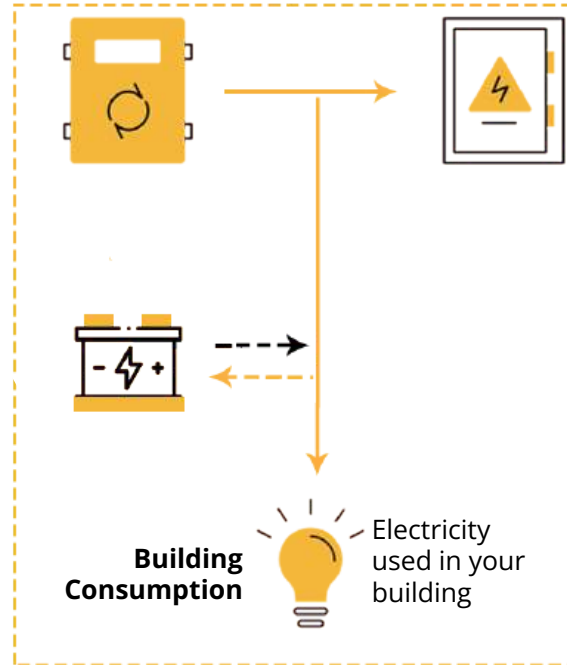 Building
Consumption
Electricity
used in your
building